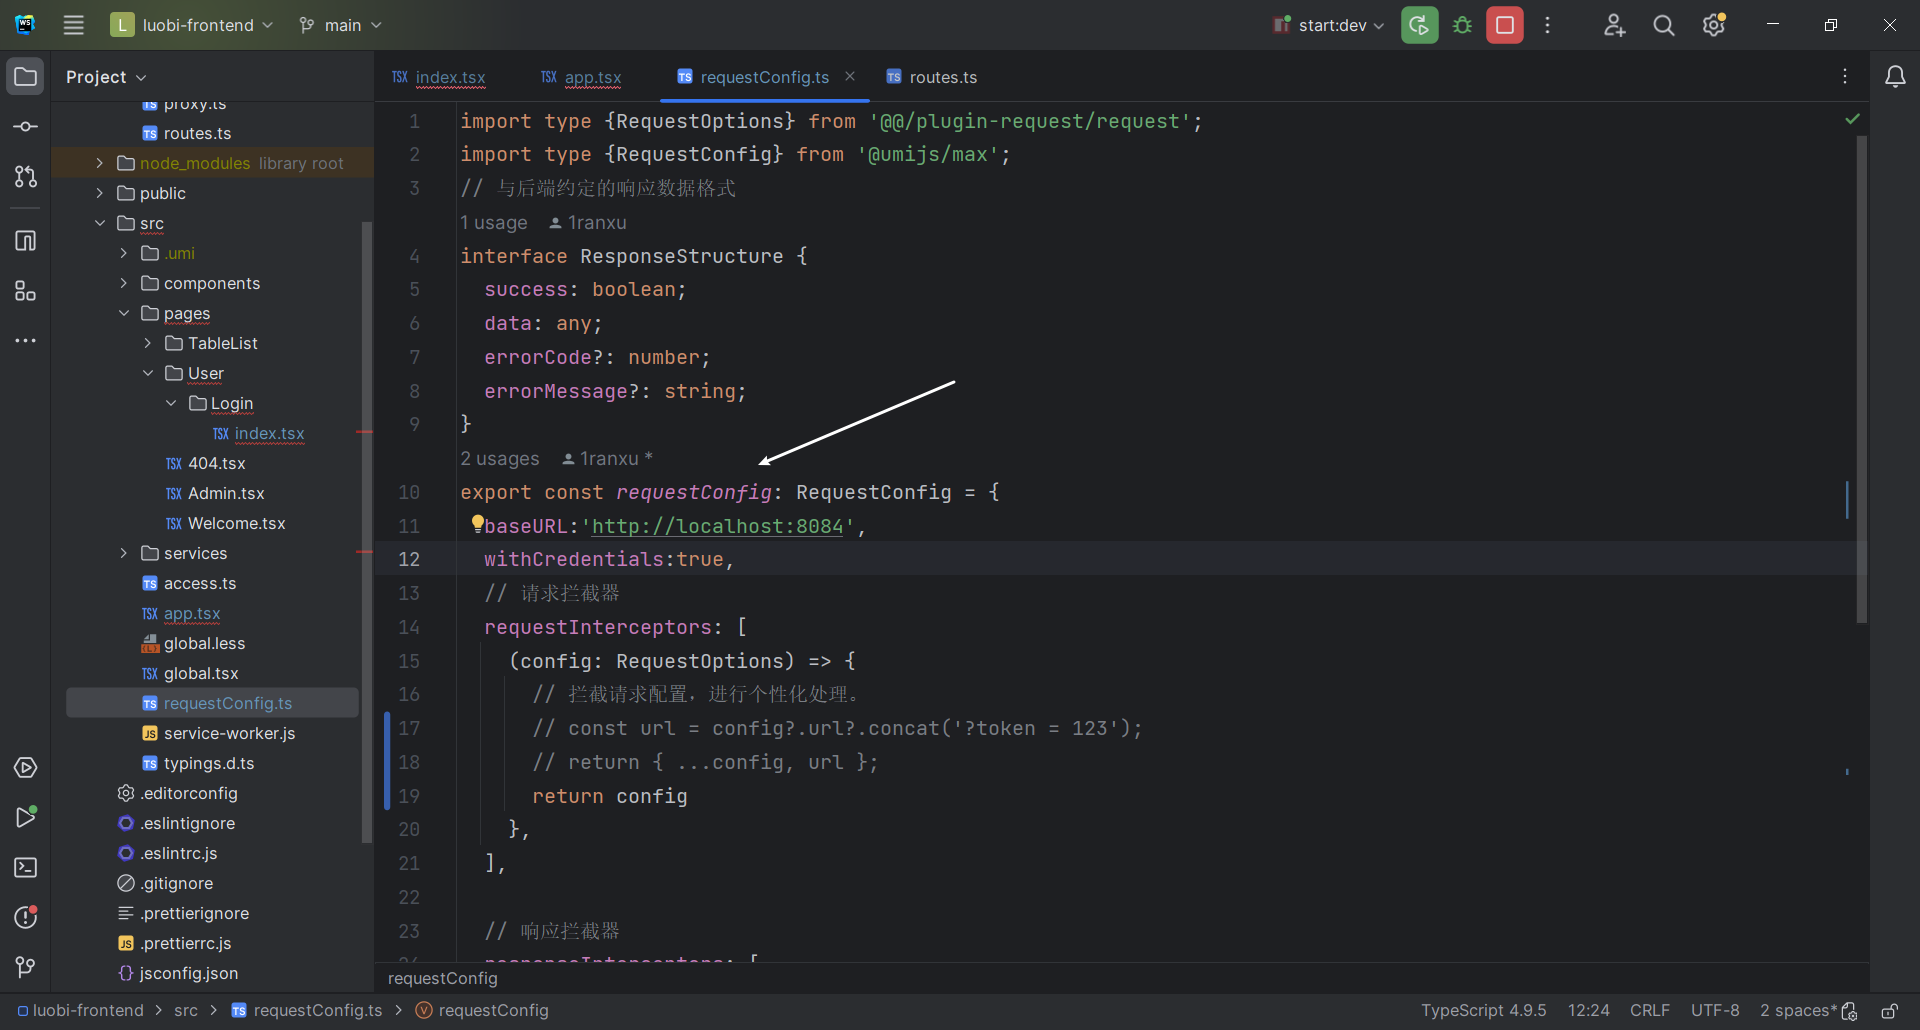 WS
L luobi-frontend
main
start:dev
Project
index.tsx
app.tsx
requestConfig.ts
routes.ts
proxy.ts
routes.ts
node_modules library root
public
src
.umi
components
pages
TableList
User
Login
index.tsx
404.tsx
Admin.tsx
Welcome.tsx
services
access.ts
app.tsx
global.less
global.tsx
requestConfig.ts
service-worker.js
typings.d.ts
.editorconfig
.eslintignore
.eslintrc.js
.gitignore
.prettierignore
.prettierrc.js
jsconfig.json
1 import type {RequestOptions} from '@@/plugin-request/request';
2 import type {RequestConfig} from '@umijs/max';
3 // 与后端约定的响应数据格式
1 usage 1ranxu
4 interface ResponseStructure {
5 success: boolean;
6 data: any;
7 errorCode?: number;
8 errorMessage?: string;
9 }
2 usages 1ranxu *
10 export const requestConfig: RequestConfig = {
11 baseURL:'http://localhost:8084',
12 withCredentials:true,
13 // 请求拦截器
14 requestInterceptors: [
15 (config: RequestOptions) => {
16 // 拦截请求配置，进行个性化处理。
17 // const url = config?.url?.concat('?token = 123');
18 // return { ...config, url };
19 return config
20 },
21 ],
22
23 // 响应拦截器
24 responseInterceptors: [
requestConfig
luobi-frontend > src > requestConfig.ts > requestConfig
TypeScript 4.9.5 12:24 CRLF UTF-8 2 spaces*